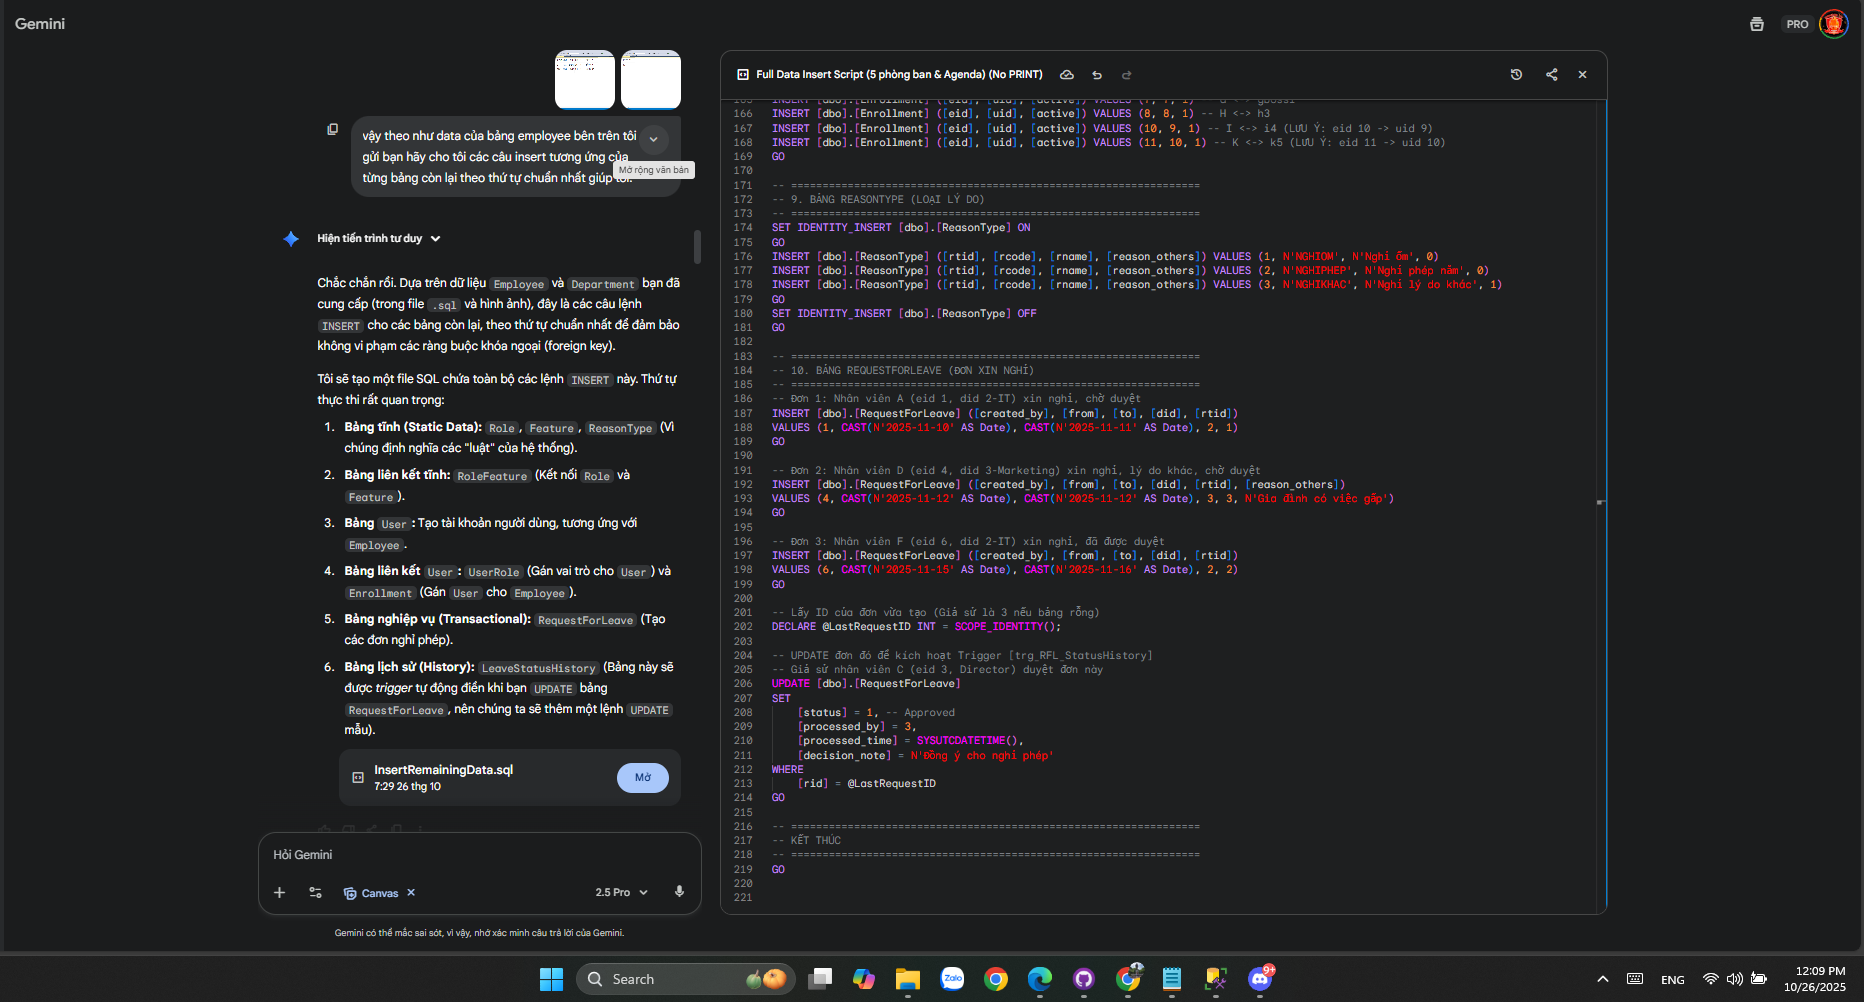 Gemini
PRO
vậy theo như data của bảng employee bên trên tôi
gửi bạn hãy cho tôi các câu insert tương ứng của
từng bảng còn lại theo thứ tự chuẩn nhất giúp tôi.
Mở rộng văn bản
Hiện tiến trình tư duy
Chắc chắn rồi. Dựa trên dữ liệu Employee và Department bạn đã
cung cấp (trong file .sql và hình ảnh), đây là các câu lệnh
INSERT cho các bảng còn lại, theo thứ tự chuẩn nhất để đảm bảo
không vi phạm các ràng buộc khóa ngoại (foreign key).
Tôi sẽ tạo một file SQL chứa toàn bộ các lệnh INSERT này. Thứ tự
thực thi rất quan trọng:
1. Bảng tĩnh (Static Data): Role, Feature, ReasonType (Vì
chúng định nghĩa các "luật" của hệ thống).
2. Bảng liên kết tĩnh: RoleFeature (Kết nối Role và
Feature).
3. Bảng User: Tạo tài khoản người dùng, tương ứng với
Employee.
4. Bảng liên kết User: UserRole (Gán vai trò cho User) và
Enrollment (Gán User cho Employee).
5. Bảng nghiệp vụ (Transactional): RequestForLeave (Tạo
các đơn nghỉ phép).
6. Bảng lịch sử (History): LeaveStatusHistory (Bảng này sẽ
được trigger tự động điền khi bạn UPDATE bảng
RequestForLeave, nên chúng ta sẽ thêm một lệnh UPDATE
mẫu).
InsertRemainingData.sql
7:29 26 thg 10
Mở
Hỏi Gemini
Canvas
2.5 Pro
Gemini có thể mắc sai sót, vì vậy, nhớ xác minh câu trả lời của Gemini.
Full Data Insert Script (5 phòng ban & Agenda) (No PRINT)
165 INSERT [dbo].[Enrollment] ([eid], [uid], [active]) VALUES (7, 7, 1) -- G <-> gboss1
166 INSERT [dbo].[Enrollment] ([eid], [uid], [active]) VALUES (8, 8, 1) -- H <-> h3
167 INSERT [dbo].[Enrollment] ([eid], [uid], [active]) VALUES (10, 9, 1) -- I <-> i4 (LƯU Ý: eid 10 -> uid 9)
168 INSERT [dbo].[Enrollment] ([eid], [uid], [active]) VALUES (11, 10, 1) -- K <-> k5 (LƯU Ý: eid 11 -> uid 10)
169 GO
170
171 -- =================================================================
172 -- 9. BẢNG REASONTYPE (LOẠI LÝ DO)
173 -- =================================================================
174 SET IDENTITY_INSERT [dbo].[ReasonType] ON
175 GO
176 INSERT [dbo].[ReasonType] ([rtid], [rcode], [rname], [reason_others]) VALUES (1, N'NGHIOM', N'Nghỉ ốm', 0)
177 INSERT [dbo].[ReasonType] ([rtid], [rcode], [rname], [reason_others]) VALUES (2, N'NGHIPHEP', N'Nghỉ phép năm', 0)
178 INSERT [dbo].[ReasonType] ([rtid], [rcode], [rname], [reason_others]) VALUES (3, N'NGHIKHAC', N'Nghỉ lý do khác', 1)
179 GO
180 SET IDENTITY_INSERT [dbo].[ReasonType] OFF
181 GO
182
183 -- =================================================================
184 -- 10. BẢNG REQUESTFORLEAVE (ĐƠN XIN NGHỈ)
185 -- =================================================================
186 -- Đơn 1: Nhân viên A (eid 1, did 2-IT) xin nghỉ, chờ duyệt
187 INSERT [dbo].[RequestForLeave] ([created_by], [from], [to], [did], [rtid])
188 VALUES (1, CAST(N'2025-11-10' AS Date), CAST(N'2025-11-11' AS Date), 2, 1)
189 GO
190
191 -- Đơn 2: Nhân viên D (eid 4, did 3-Marketing) xin nghỉ, lý do khác, chờ duyệt
192 INSERT [dbo].[RequestForLeave] ([created_by], [from], [to], [did], [rtid], [reason_others])
193 VALUES (4, CAST(N'2025-11-12' AS Date), CAST(N'2025-11-12' AS Date), 3, 3, N'Gia đình có việc gấp')
194 GO
195
196 -- Đơn 3: Nhân viên F (eid 6, did 2-IT) xin nghỉ, đã được duyệt
197 INSERT [dbo].[RequestForLeave] ([created_by], [from], [to], [did], [rtid])
198 VALUES (6, CAST(N'2025-11-15' AS Date), CAST(N'2025-11-16' AS Date), 2, 2)
199 GO
200
201 -- Lấy ID của đơn vừa tạo (Giả sử là 3 nếu bảng rỗng)
202 DECLARE @LastRequestID INT = SCOPE_IDENTITY();
203
204 -- UPDATE đơn đó để kích hoạt Trigger [trg_RFL_StatusHistory]
205 -- Giả sử nhân viên C (eid 3, Director) duyệt đơn này
206 UPDATE [dbo].[RequestForLeave]
207 SET
208 [status] = 1, -- Approved
209 [processed_by] = 3,
210 [processed_time] = SYSUTCDATETIME(),
211 [decision_note] = N'Đồng ý cho nghỉ phép'
212 WHERE
213 [rid] = @LastRequestID
214 GO
215
216 -- =================================================================
217 -- KẾT THÚC
218 -- =================================================================
219 GO
220
221
Search
Zalo
9+
ENG
12:09 PM
10/26/2025